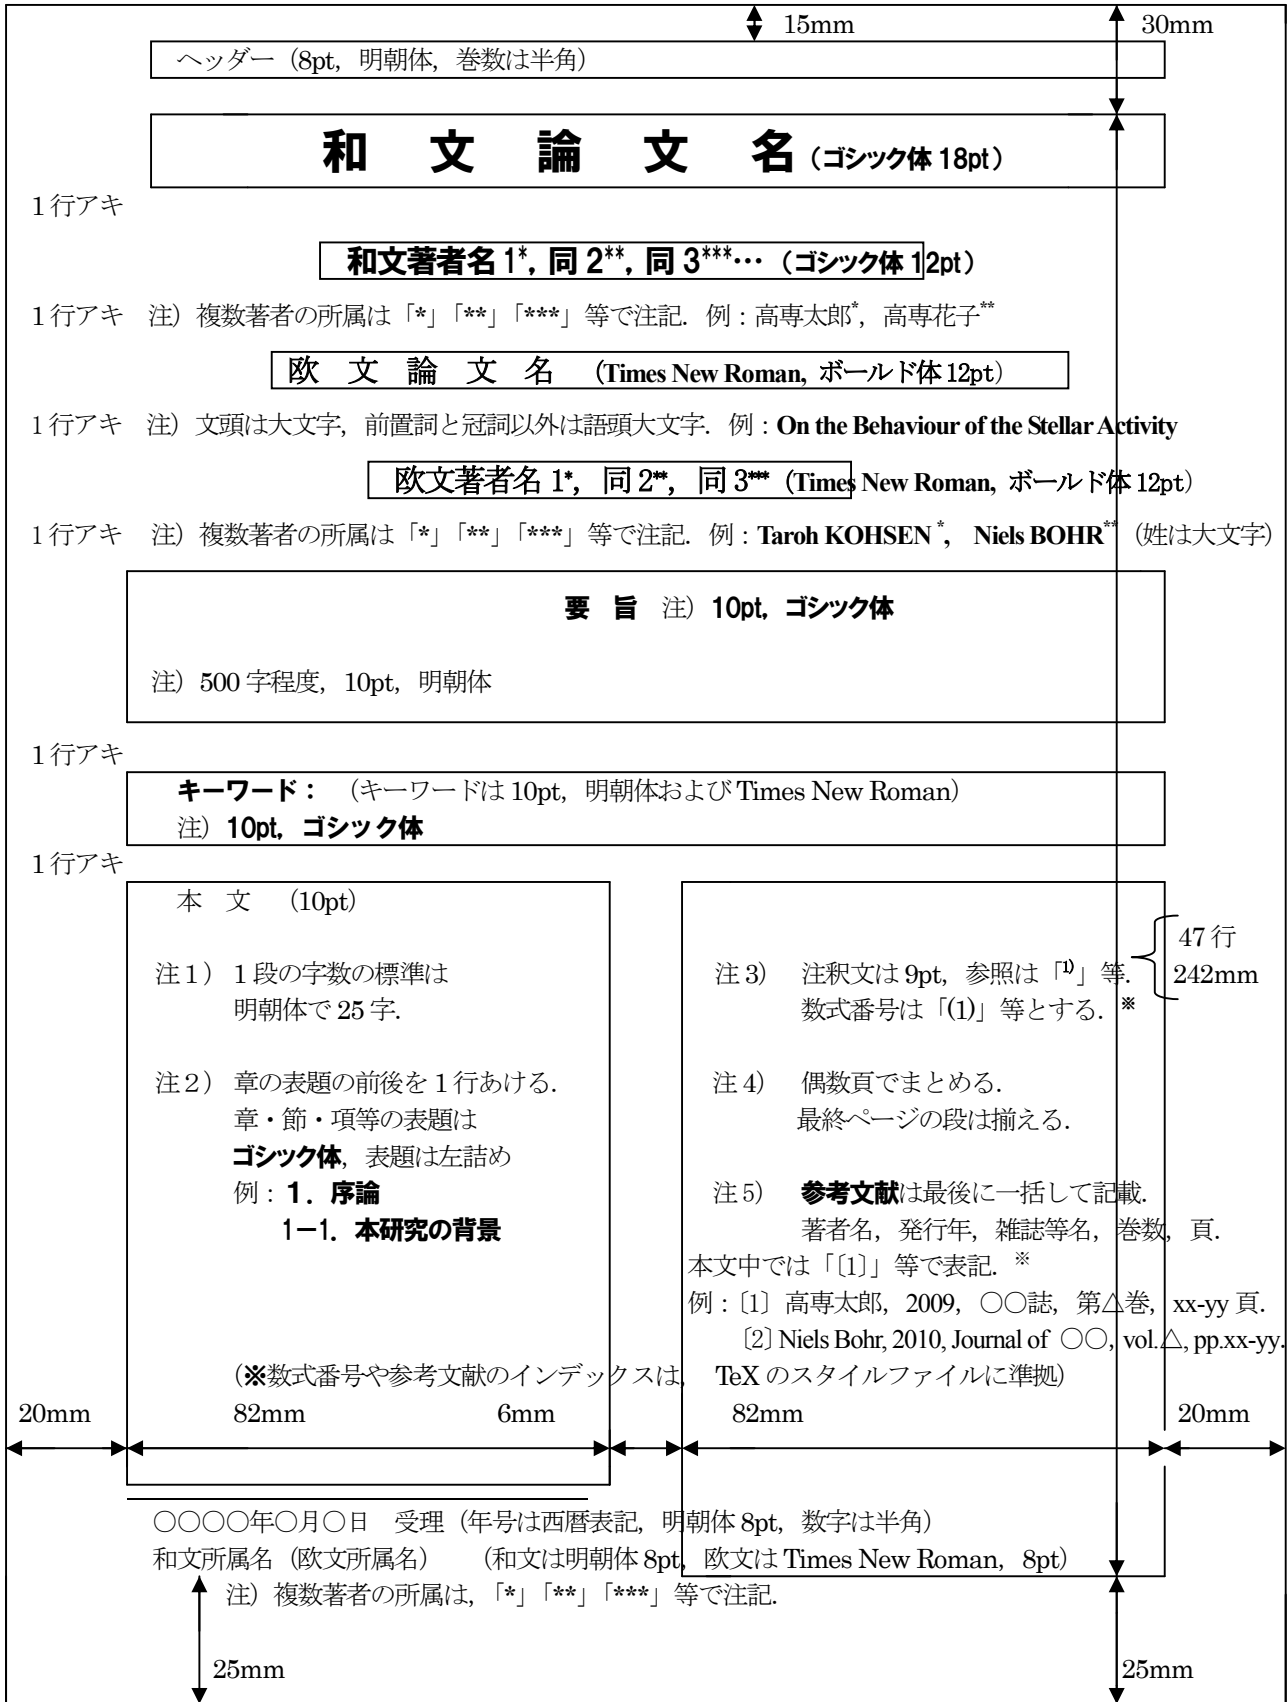 15mm
30mm
ヘッダー（8pt，明朝体，巻数は半角）
和　文　論　文　名（ゴシック体 18pt）
1行アキ
和文著者名 1*，同 2**，同 3***…（ゴシック体 12pt）
1行アキ　注）複数著者の所属は「*」「**」「***」等で注記．例：高専太郎*，高専花子**
欧　文　論　文　名　（Times New Roman, ボールド体 12pt）
1行アキ　注）文頭は大文字，前置詞と冠詞以外は語頭大文字．例：On the Behaviour of the Stellar Activity
欧文著者名 1*，同 2**，同 3***（Times New Roman, ボールド体 12pt）
1行アキ　注）複数著者の所属は「*」「**」「***」等で注記．例：Taroh KOHSEN *,　Niels BOHR**（姓は大文字）
要　旨　注）10pt，ゴシック体
注）500 字程度，10pt，明朝体
1行アキ
キーワード：　（キーワードは 10pt，明朝体および Times New Roman）
注）10pt，ゴシック体
1行アキ
本　文　（10pt）
注１）１段の字数の標準は
明朝体で 25 字．
注２）章の表題の前後を１行あける．
章・節・項等の表題は
ゴシック体，表題は左詰め
例：１．序論
1－1．本研究の背景
注 3）　注釈文は 9pt，参照は「1)」等．
数式番号は「(1)」等とする．※
47 行
242mm
注 4）　偶数頁でまとめる．
最終ページの段は揃える．
注 5）　参考文献は最後に一括して記載．
著者名，発行年，雑誌等名，巻数，頁．
本文中では「〔1〕」等で表記．※
例：〔1〕高専太郎，2009，○○誌，第△巻，xx-yy 頁．
〔2〕Niels Bohr, 2010, Journal of ○○, vol.△, pp.xx-yy.
（※数式番号や参考文献のインデックスは，　TeX のスタイルファイルに準拠）
20mm　82mm　6mm　82mm　20mm
○○○○年○月○日　受理（年号は西暦表記，明朝体 8pt，数字は半角）
和文所属名（欧文所属名）　（和文は明朝体 8pt，欧文は Times New Roman，8pt）
注）複数著者の所属は，「*」「**」「***」等で注記．
25mm
25mm